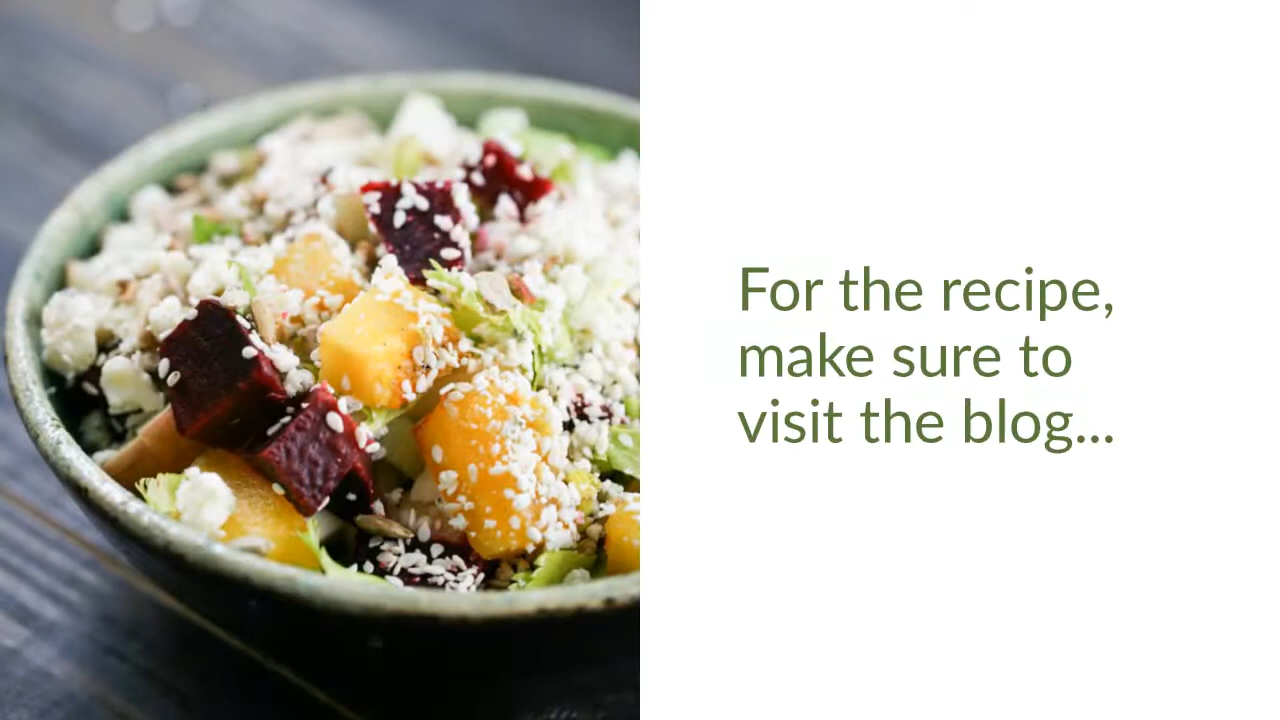 For the recipe,
make sure to
visit the blog...